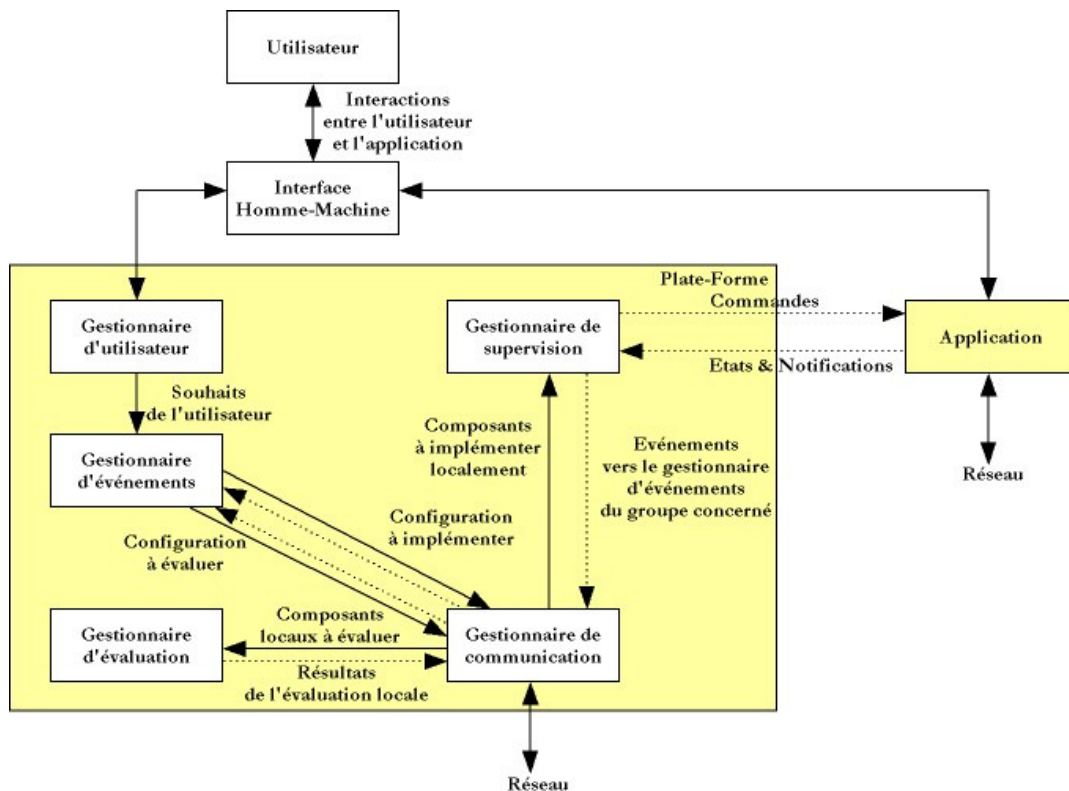 Utilisateur
Interactions
entre l'utilisateur
et l'application
Interface
Homme-Machine
Plate-Forme
Commandes
Gestionnaire
d'utilisateur
Gestionnaire de
supervision
Application
Etats & Notifications
Souhaits
de l'utilisateur
Composants
à implémenter
localement
Evénements
vers le gestionnaire
d'événements
du groupe concerné
Réseau
Gestionnaire
d'événements
Configuration
à évaluer
Configuration
à implémenter
Gestionnaire
d'évaluation
Composants
locaux à évaluer
Gestionnaire de
communication
Résultats
de l'évaluation locale
Réseau